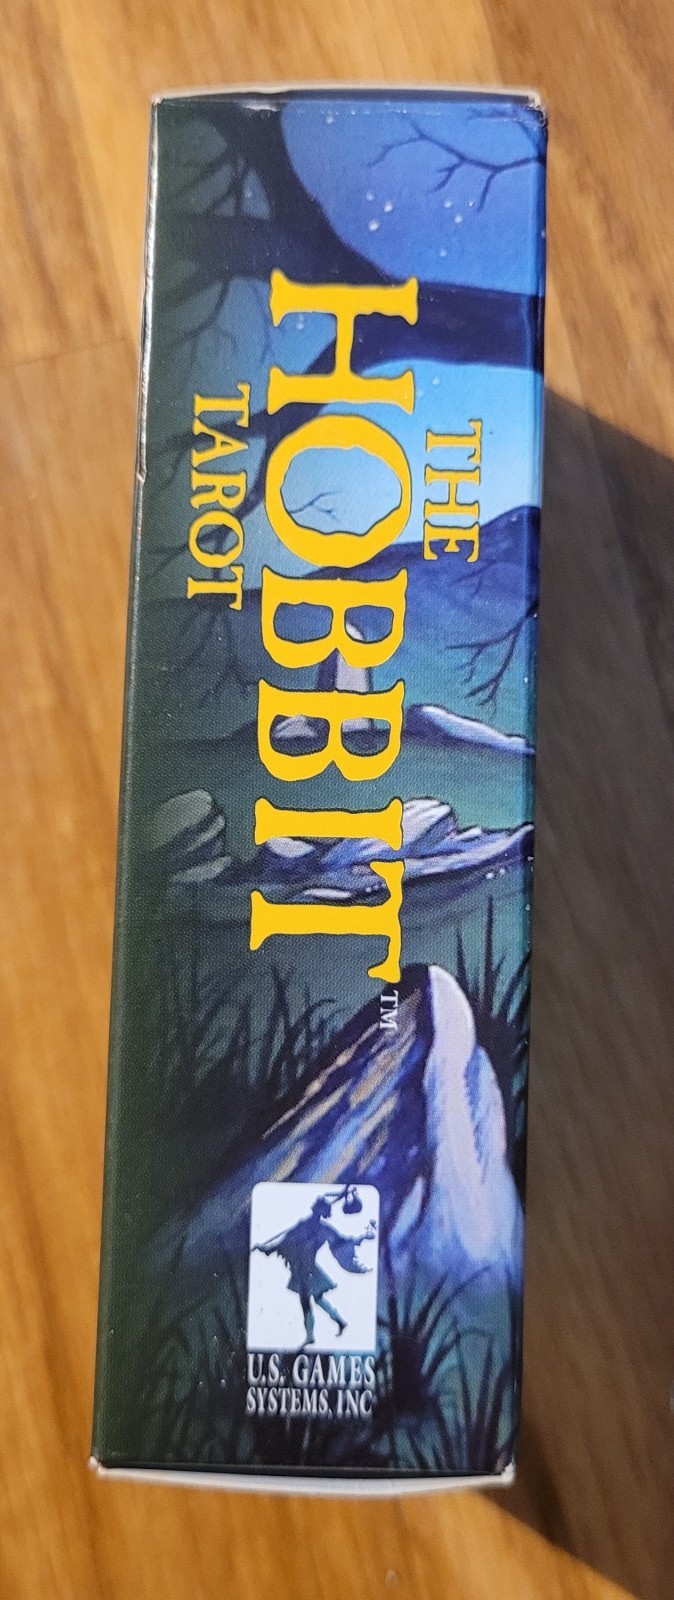 THE
HOBBIT™
TAROT
U.S. GAMES
SYSTEMS, INC